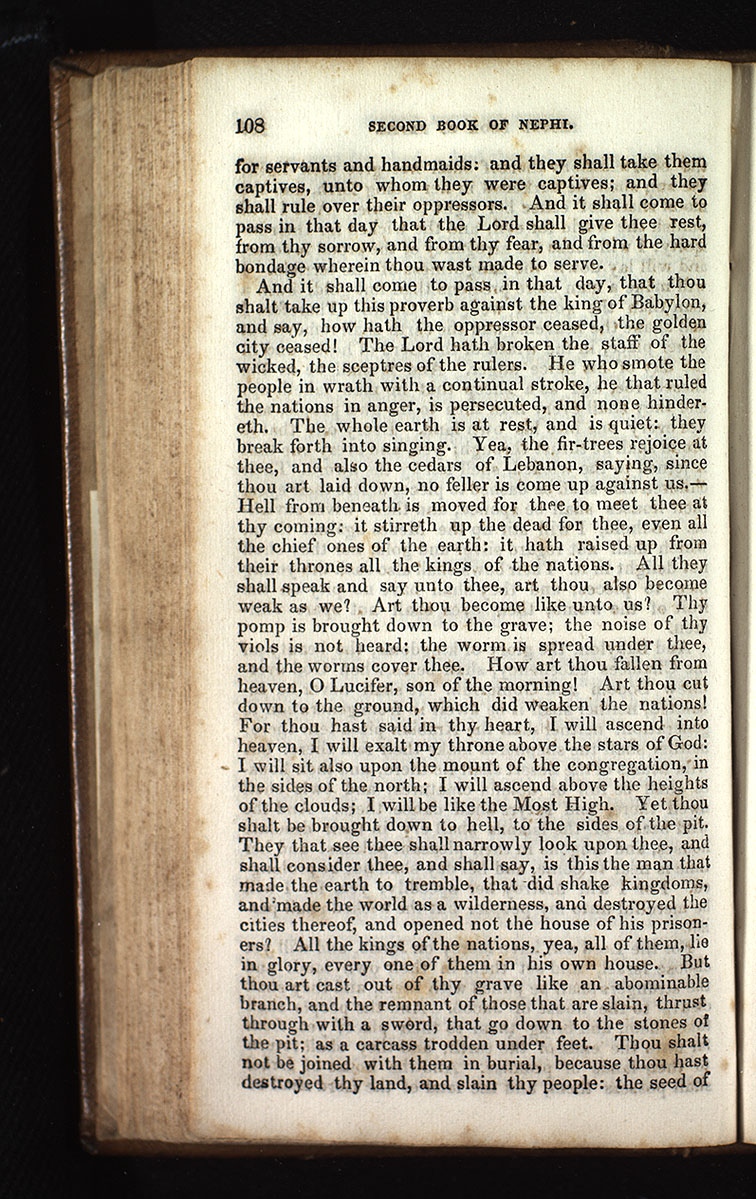 108 SECOND BOOK OF NEPHI.
for servants and handmaids: and they shall take them
captives, unto whom they were captives; and they
shall rule over their oppressors. And it shall come to
pass in that day that the Lord shall give thee rest,
from thy sorrow, and from thy fear, and from the hard
bondage wherein thou wast made to serve.
And it shall come to pass in that day, that thou
shalt take up this proverb against the king of Babylon,
and say, how hath the oppressor ceased, the golden
city ceased! The Lord hath broken the staff of the
wicked, the sceptres of the rulers. He who smote the
people in wrath with a continual stroke, he that ruled
the nations in anger, is persecuted, and none hinder-
eth. The whole earth is at rest, and is quiet: they
break forth into singing. Yea, the fir-trees rejoice at
thee, and also the cedars of Lebanon, saying, since
thou art laid down, no feller is come up against us.—
Hell from beneath is moved for thee to meet thee at
thy coming: it stirreth up the dead for thee, even all
the chief ones of the earth: it hath raised up from
their thrones all the kings of the nations. All they
shall speak and say unto thee, art thou also become
weak as we? Art thou become like unto us? Thy
pomp is brought down to the grave; the noise of thy
viols is not heard: the worm is spread under thee,
and the worms cover thee. How art thou fallen from
heaven, O Lucifer, son of the morning! Art thou cut
down to the ground, which did weaken the nations!
For thou hast said in thy heart, I will ascend into
heaven, I will exalt my throne above the stars of God:
I will sit also upon the mount of the congregation, in
the sides of the north; I will ascend above the heights
of the clouds; I will be like the Most High. Yet thou
shalt be brought down to hell, to the sides of the pit.
They that see thee shall narrowly look upon thee, and
shall consider thee, and shall say, is this the man that
made the earth to tremble, that did shake kingdoms,
and made the world as a wilderness, and destroyed the
cities thereof, and opened not the house of his prison-
ers? All the kings of the nations, yea, all of them, lie
in glory, every one of them in his own house. But
thou art cast out of thy grave like an abominable
branch, and the remnant of those that are slain, thrust
through with a sword, that go down to the stones of
the pit; as a carcass trodden under feet. Thou shalt
not be joined with them in burial, because thou hast
destroyed thy land, and slain thy people: the seed of